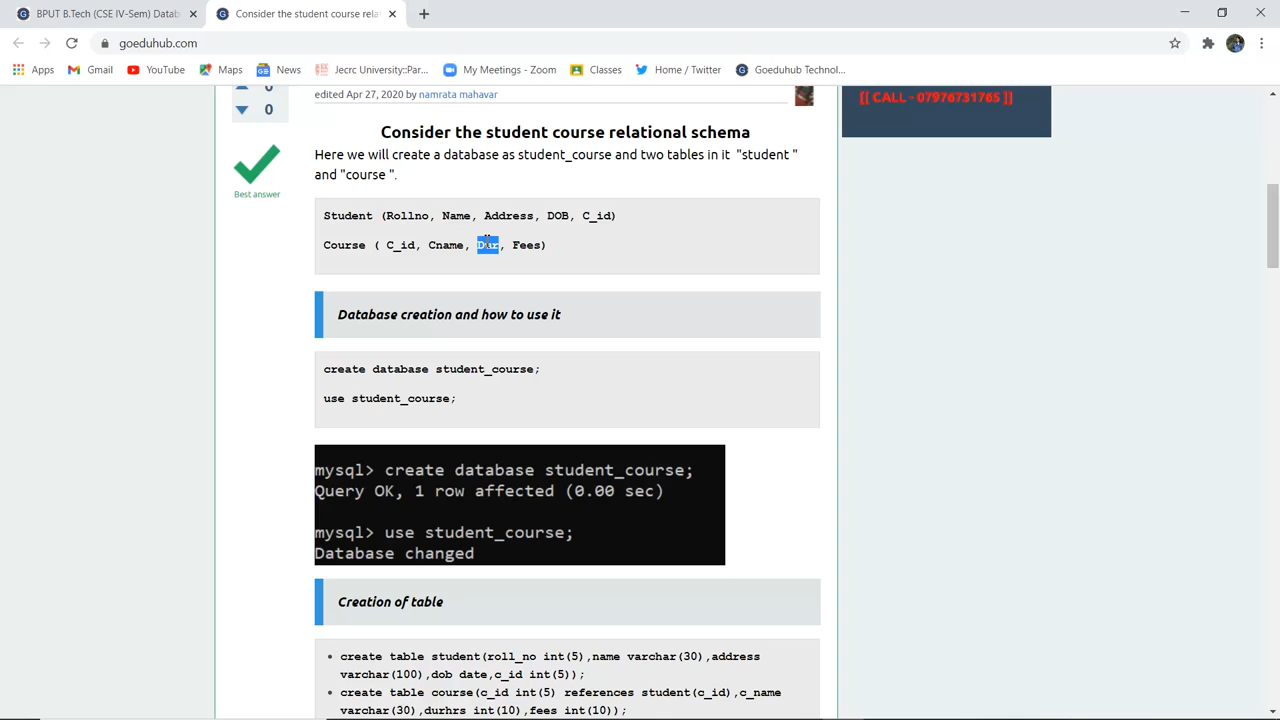 BPUT B.Tech (CSE IV-Sem) Datab
Consider the student course rela
goeduhub.com
Apps
Gmail
YouTube
Maps
News
Jecrc University::Par...
My Meetings - Zoom
Classes
Home / Twitter
Goeduhub Technol...
0
0
edited Apr 27, 2020 by namrata mahavar
[[ CALL - 07976731765 ]]
Best answer
Consider the student course relational schema
Here we will create a database as student_course and two tables in it "student "
and "course ".
Student (Rollno, Name, Address, DOB, C_id)
Course ( C_id, Cname, Dur, Fees)
Database creation and how to use it
create database student_course;
use student_course;
mysql> create database student_course;
Query OK, 1 row affected (0.00 sec)
mysql> use student_course;
Database changed
Creation of table
• create table student(roll_no int(5),name varchar(30),address
varchar(100),dob date,c_id int(5));
• create table course(c_id int(5) references student(c_id),c_name
varchar(30),durhrs int(10),fees int(10));